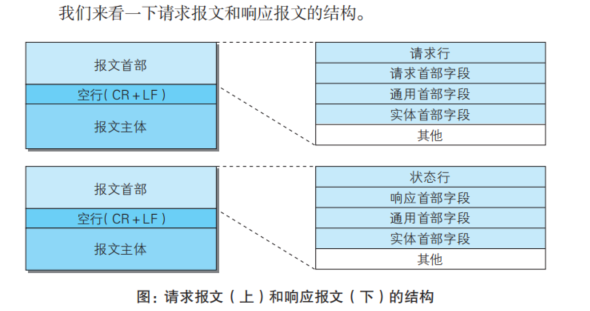 我们来看一下请求报文和响应报文的结构。
报文首部
空行（CR+LF）
报文主体
请求行
请求首部字段
通用首部字段
实体首部字段
其他
报文首部
空行（CR+LF）
报文主体
状态行
响应首部字段
通用首部字段
实体首部字段
其他
图：请求报文（上）和响应报文（下）的结构